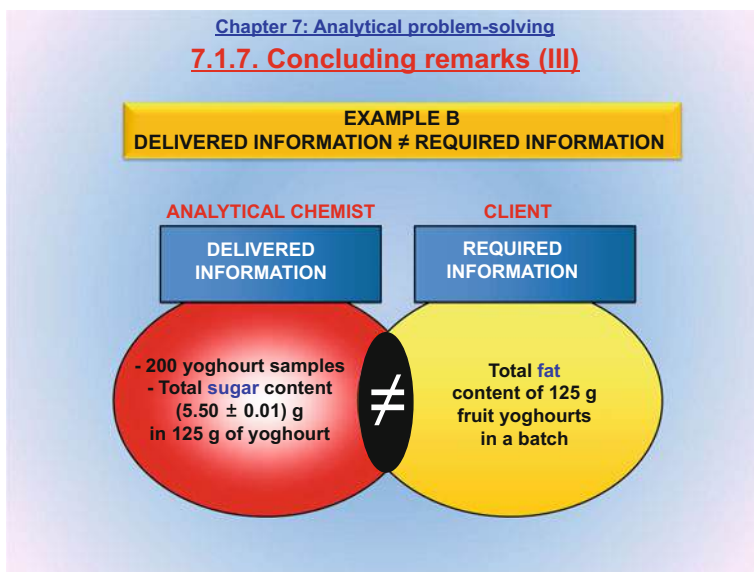 Chapter 7: Analytical problem-solving
7.1.7. Concluding remarks (III)
EXAMPLE B
DELIVERED INFORMATION ≠ REQUIRED INFORMATION
ANALYTICAL CHEMIST
DELIVERED
INFORMATION
- 200 yoghourt samples
- Total sugar content
(5.50 ± 0.01) g
in 125 g of yoghourt
≠
CLIENT
REQUIRED
INFORMATION
Total fat
content of 125 g
fruit yoghourts
in a batch